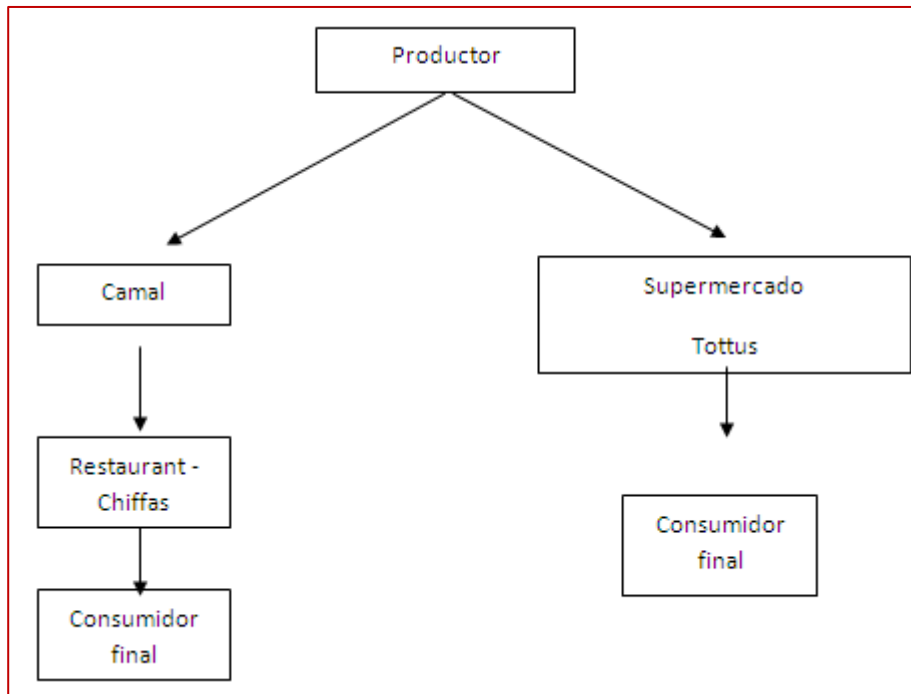 Productor
Camal
Supermercado
Tottus
Restaurant -
Chiffas
Consumidor
final
Consumidor
final